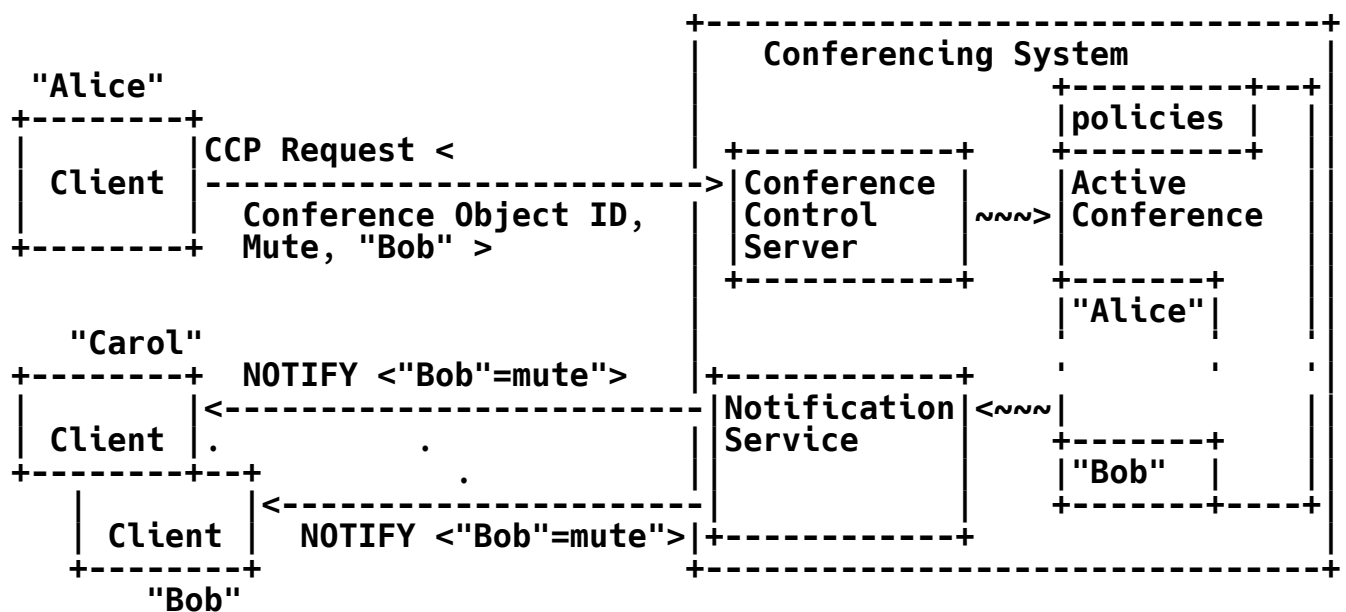 Conferencing System
"Alice"
policies
CCP Request <
Client
Conference
Active
Conference Object ID,
Control
~~~>
Conference
Mute, "Bob" >
Server
"Alice"
"Carol"
NOTIFY <"Bob"=mute">
Notification
<~~~
Client
Service
"Bob"
Client
NOTIFY <"Bob"=mute">
"Bob"